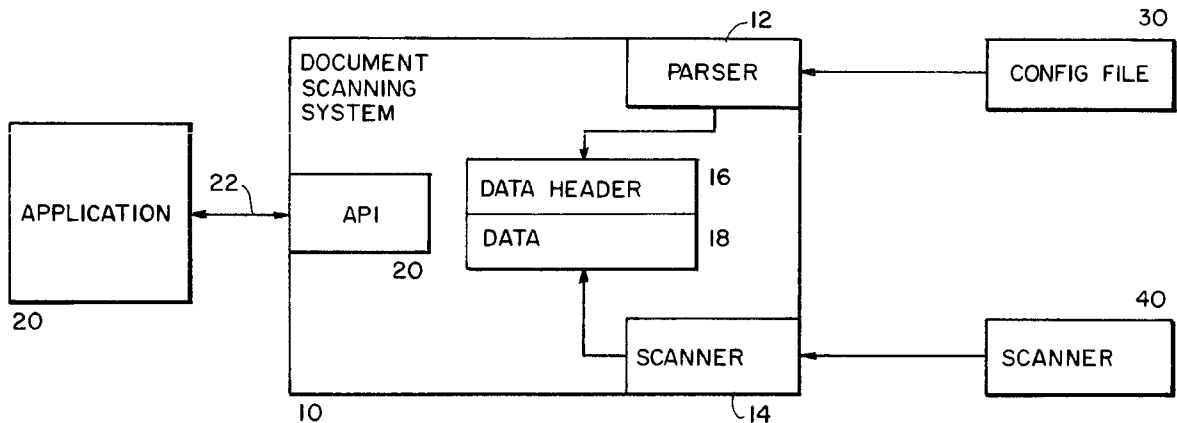 12
30
DOCUMENT
SCANNING
SYSTEM
PARSER
CONFIG FILE
22
APPLICATION
API
DATA HEADER
16
DATA
18
20
20
40
SCANNER
SCANNER
10
14